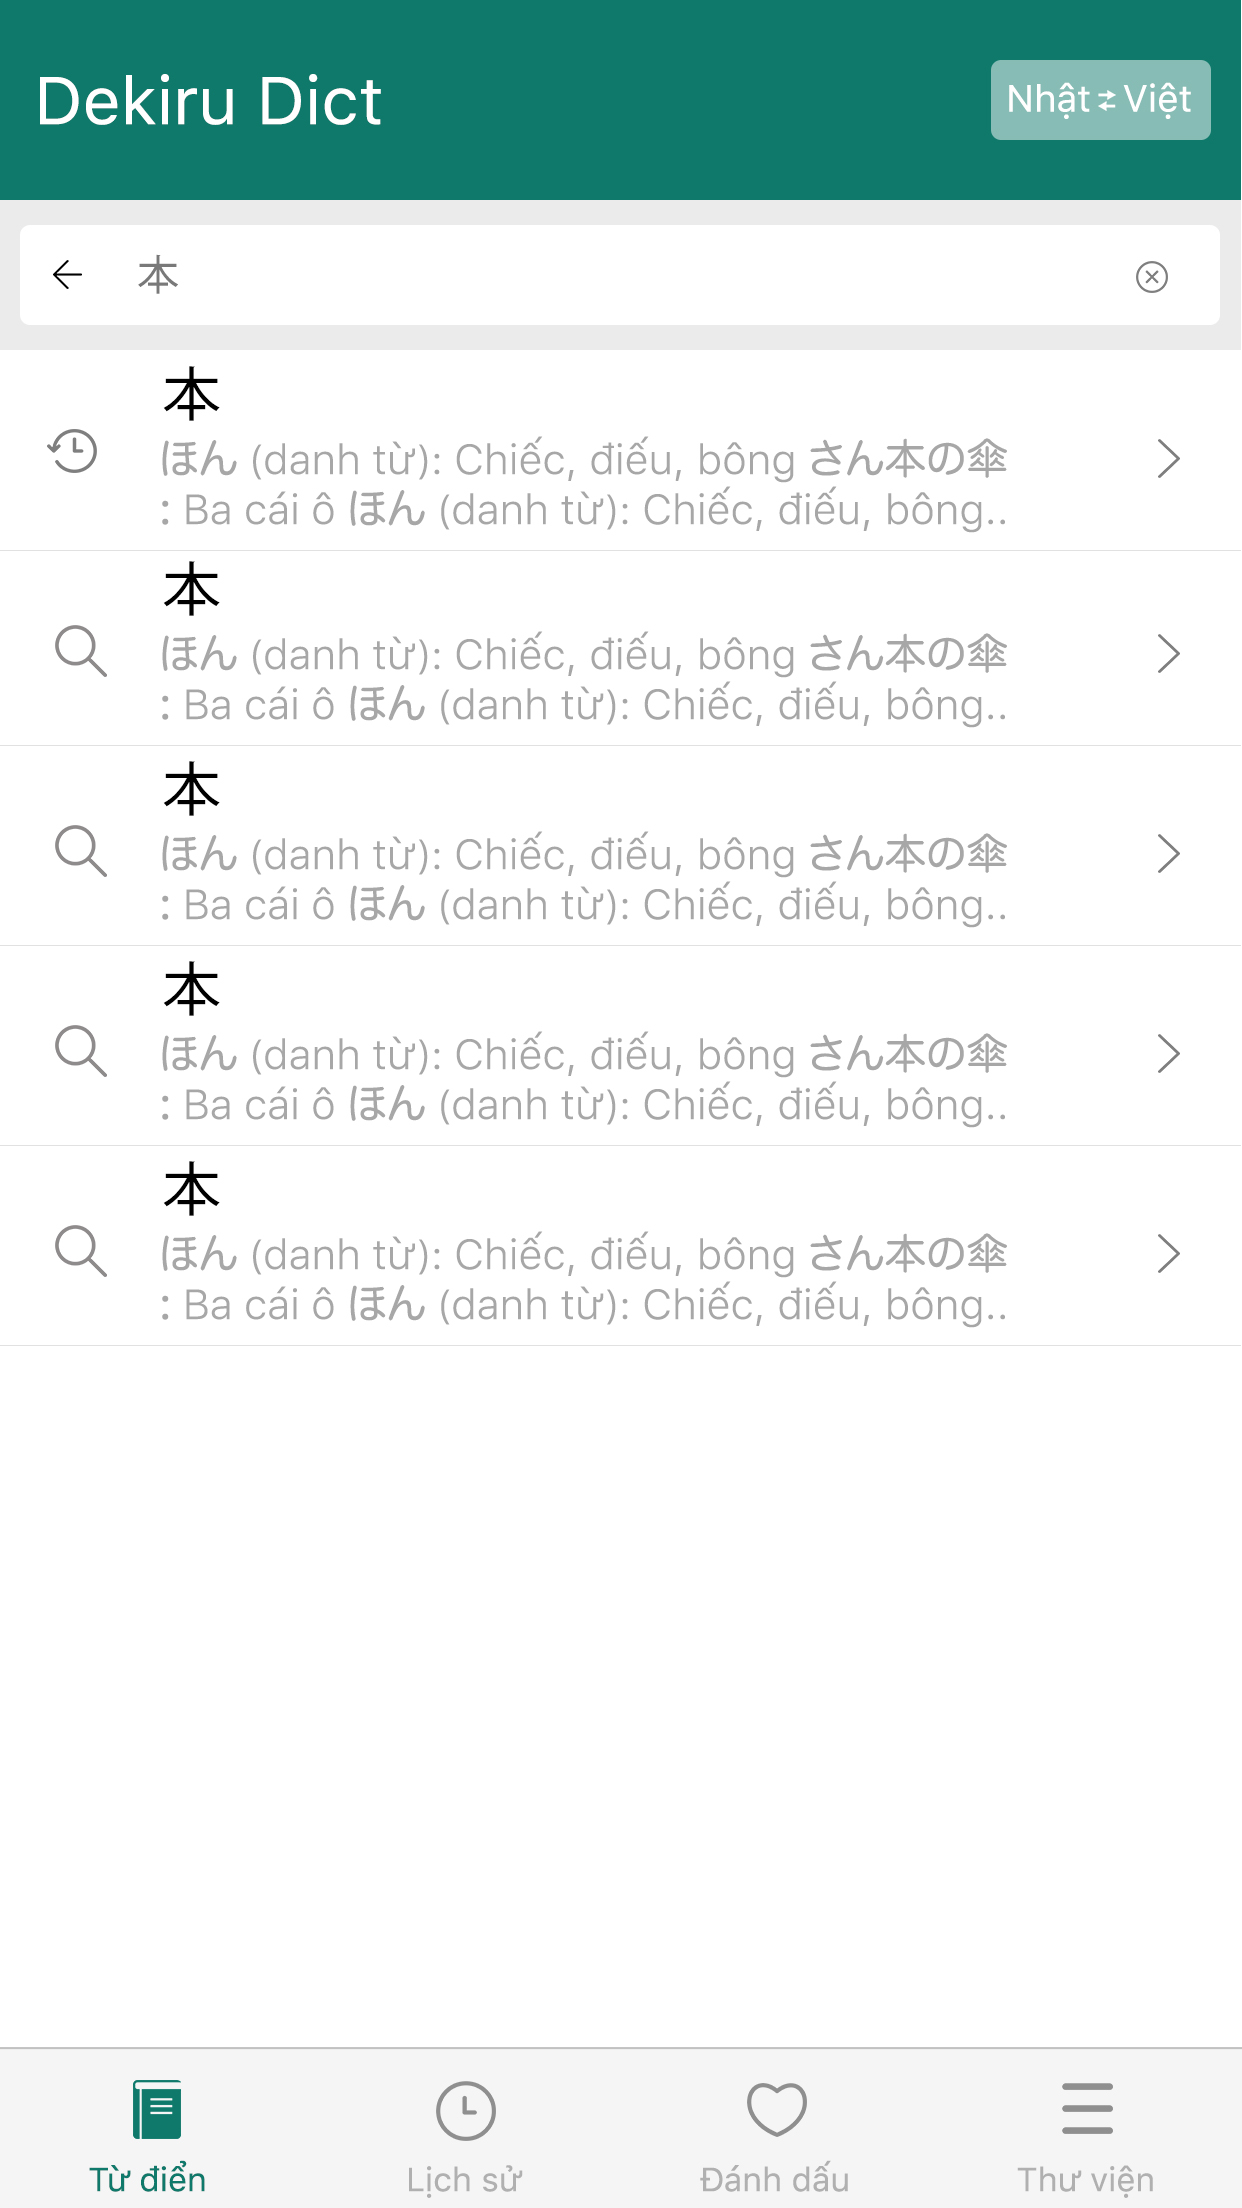 Dekiru Dict
Nhật Việt
本
本
ほん (danh từ): Chiếc, điếu, bông さん本の傘
: Ba cái ô ほん (danh từ): Chiếc, điếu, bông..
本
ほん (danh từ): Chiếc, điếu, bông さん本の傘
: Ba cái ô ほん (danh từ): Chiếc, điếu, bông..
本
ほん (danh từ): Chiếc, điếu, bông さん本の傘
: Ba cái ô ほん (danh từ): Chiếc, điếu, bông..
本
ほん (danh từ): Chiếc, điếu, bông さん本の傘
: Ba cái ô ほん (danh từ): Chiếc, điếu, bông..
本
ほん (danh từ): Chiếc, điếu, bông さん本の傘
: Ba cái ô ほん (danh từ): Chiếc, điếu, bông..
Từ điển
Lịch sử
Đánh dấu
Thư viện